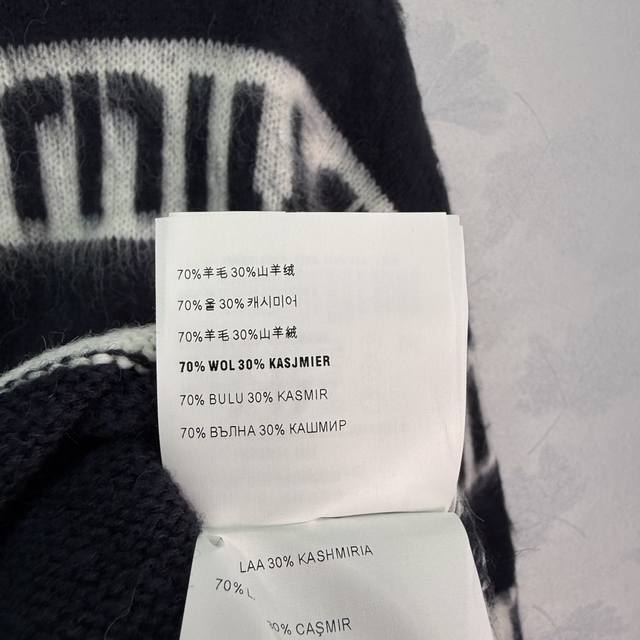 70%羊毛 30%山羊绒
70%울 30%캐시미어
70%羊毛 30%山羊絨
70% WOL 30% KASJMIER
70% BULU 30% KASMIR
70% ВЪЛНА 30% КАШМИР
LAA 30% KASHMIRIA
70% L
30% CAŞMIR